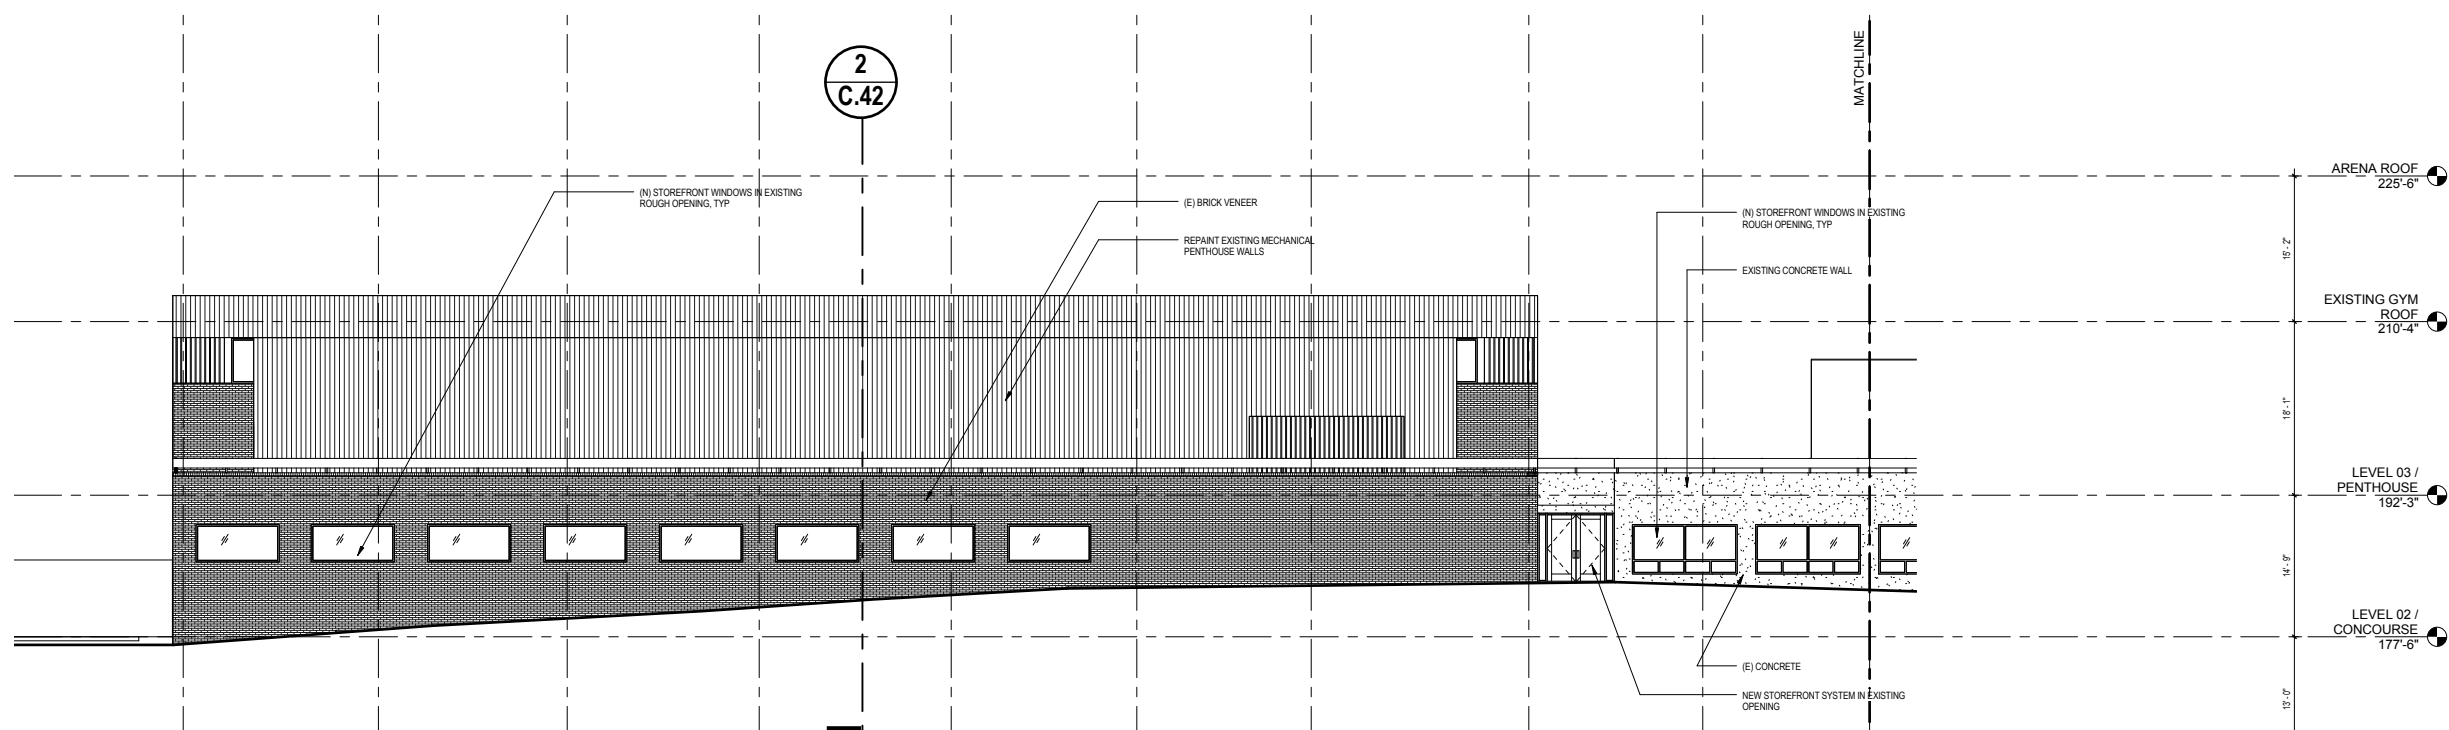 2
C.42
MATCHLINE
ARENA ROOF
225'-6"
(N) STOREFRONT WINDOWS IN EXISTING
ROUGH OPENING, TYP
(E) BRICK VENEER
REPAINT EXISTING MECHANICAL
PENTHOUSE WALLS
(N) STOREFRONT WINDOWS IN EXISTING
ROUGH OPENING, TYP
EXISTING CONCRETE WALL
15' - 2"
EXISTING GYM
ROOF
210'-4"
18' - 1"
LEVEL 03 /
PENTHOUSE
192'-3"
14' - 9"
LEVEL 02 /
CONCOURSE
177'-6"
(E) CONCRETE
NEW STOREFRONT SYSTEM IN EXISTING
OPENING
13' - 0"